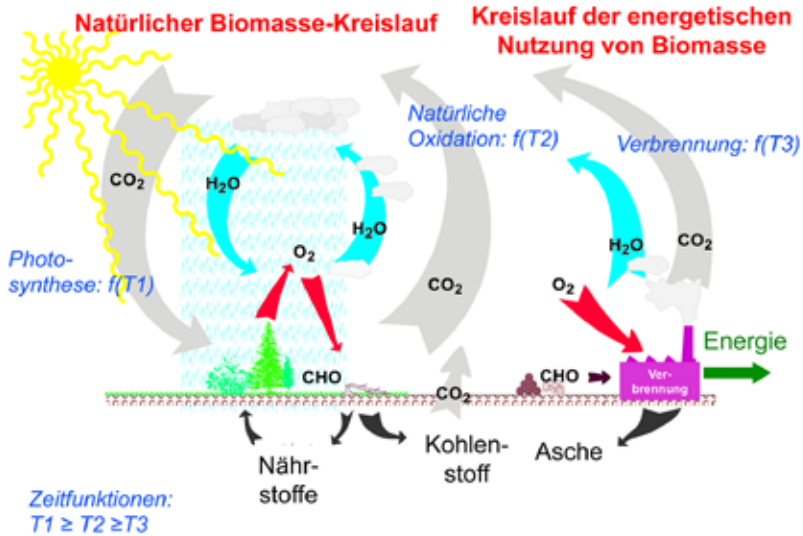 Natürlicher Biomasse-Kreislauf
Kreislauf der energetischen
Nutzung von Biomasse
Natürliche
Oxidation: f(T2)
Verbrennung: f(T3)
CO2
H2O
H2O
O2
CO2
H2O
CO2
O2
Photo-
synthese: f(T1)
Energie
CHO
CHO
Ver-
brennung
CO2
Nähr-
stoffe
Kohlen-
stoff
Asche
Zeitfunktionen:
T1 ≥ T2 ≥T3